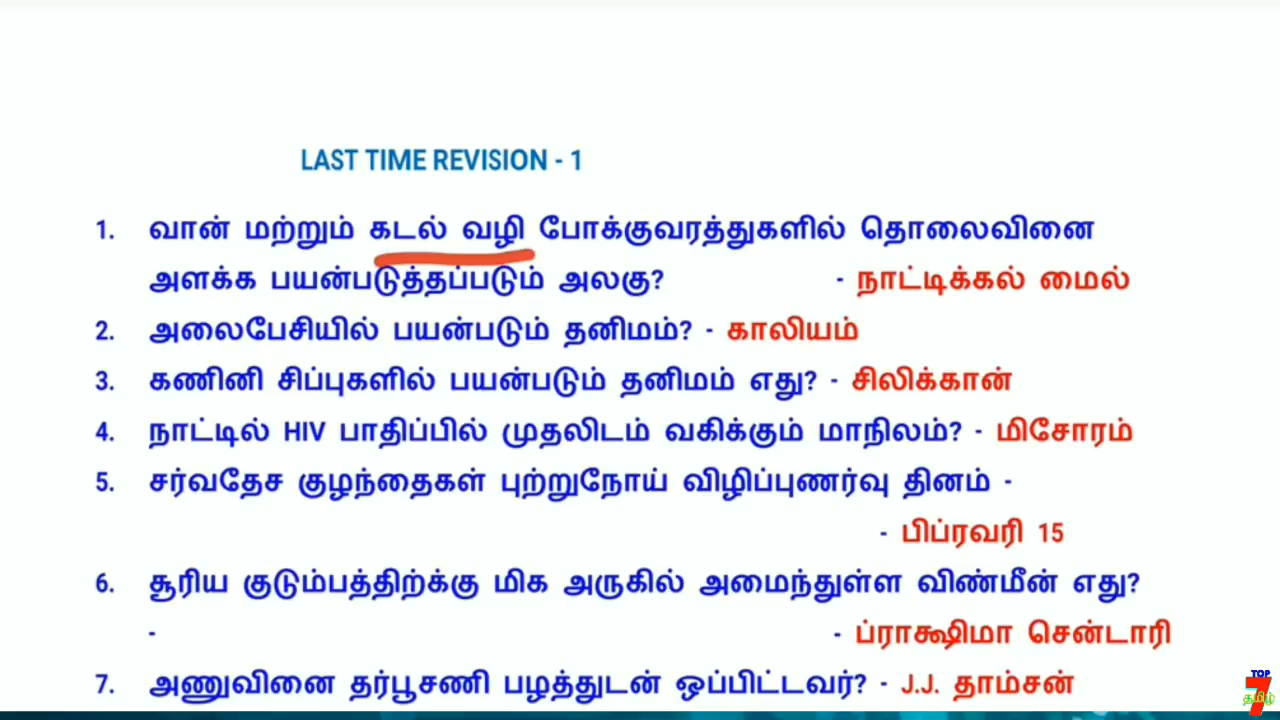 LAST TIME REVISION - 1
1. வான் மற்றும் கடல் வழி போக்குவரத்துகளில் தொலைவினை
அளக்க பயன்படுத்தப்படும் அலகு? - நாட்டிக்கல் மைல்
2. அலைபேசியில் பயன்படும் தனிமம்? - காலியம்
3. கணினி சிப்புகளில் பயன்படும் தனிமம் எது? - சிலிக்கான்
4. நாட்டில் HIV பாதிப்பில் முதலிடம் வகிக்கும் மாநிலம்? - மிசோரம்
5. சர்வதேச குழந்தைகள் புற்றுநோய் விழிப்புணர்வு தினம் -
- பிப்ரவரி 15
6. சூரிய குடும்பத்திற்க்கு மிக அருகில் அமைந்துள்ள விண்மீன் எது?
- - ப்ராக்ஷிமா சென்டாரி
7. அணுவினை தர்பூசணி பழத்துடன் ஒப்பிட்டவர்? - J.J. தாம்சன்
TOP
7
தமிழ்